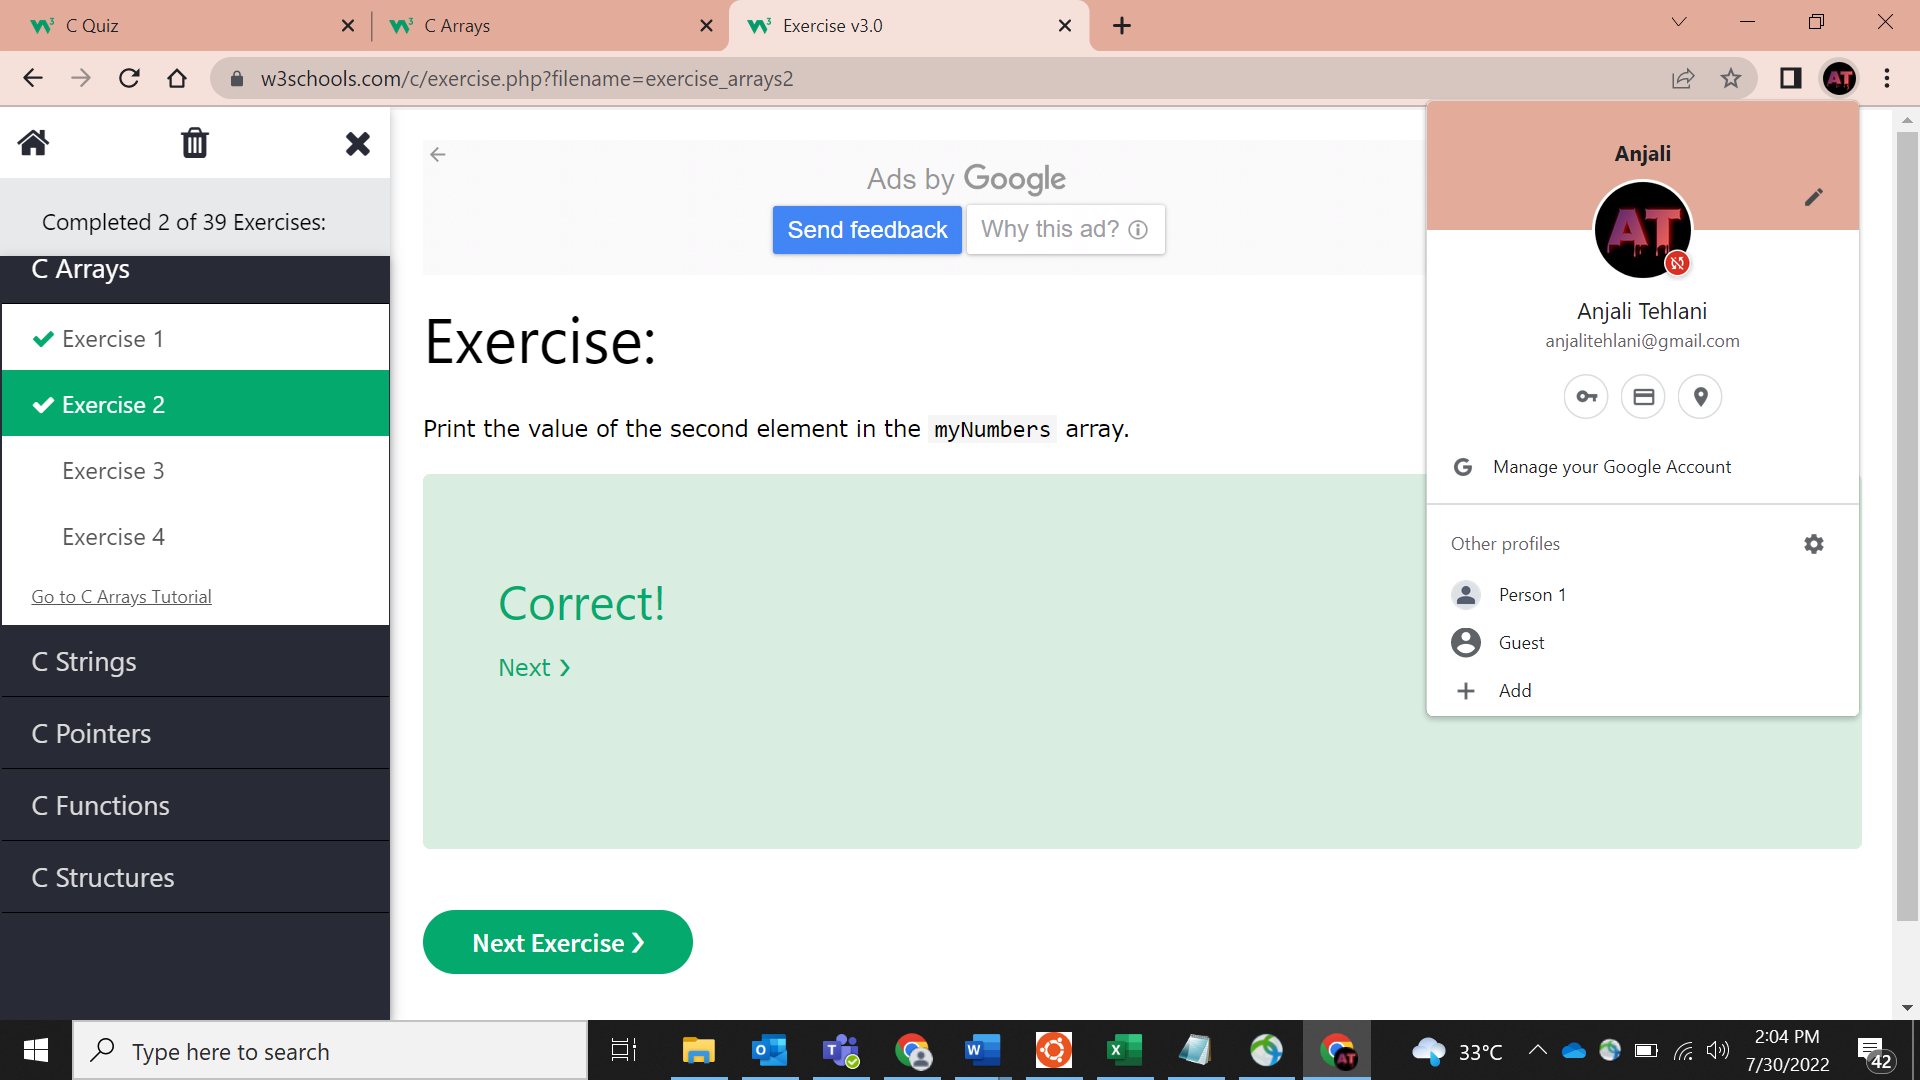 C Quiz
C Arrays
Exercise v3.0
w3schools.com/c/exercise.php?filename=exercise_arrays2
AT
Completed 2 of 39 Exercises:
C Arrays
Exercise 1
Exercise 2
Exercise 3
Exercise 4
Go to C Arrays Tutorial
C Strings
C Pointers
C Functions
C Structures
Ads by Google
Send feedback
Why this ad?
Exercise:
Print the value of the second element in the myNumbers array.
Correct!
Next ❯
Next Exercise ❯
Anjali
AT
Anjali Tehlani
anjalitehlani@gmail.com
G Manage your Google Account
Other profiles
Person 1
Guest
+ Add
Type here to search
33°C
2:04 PM
7/30/2022
42